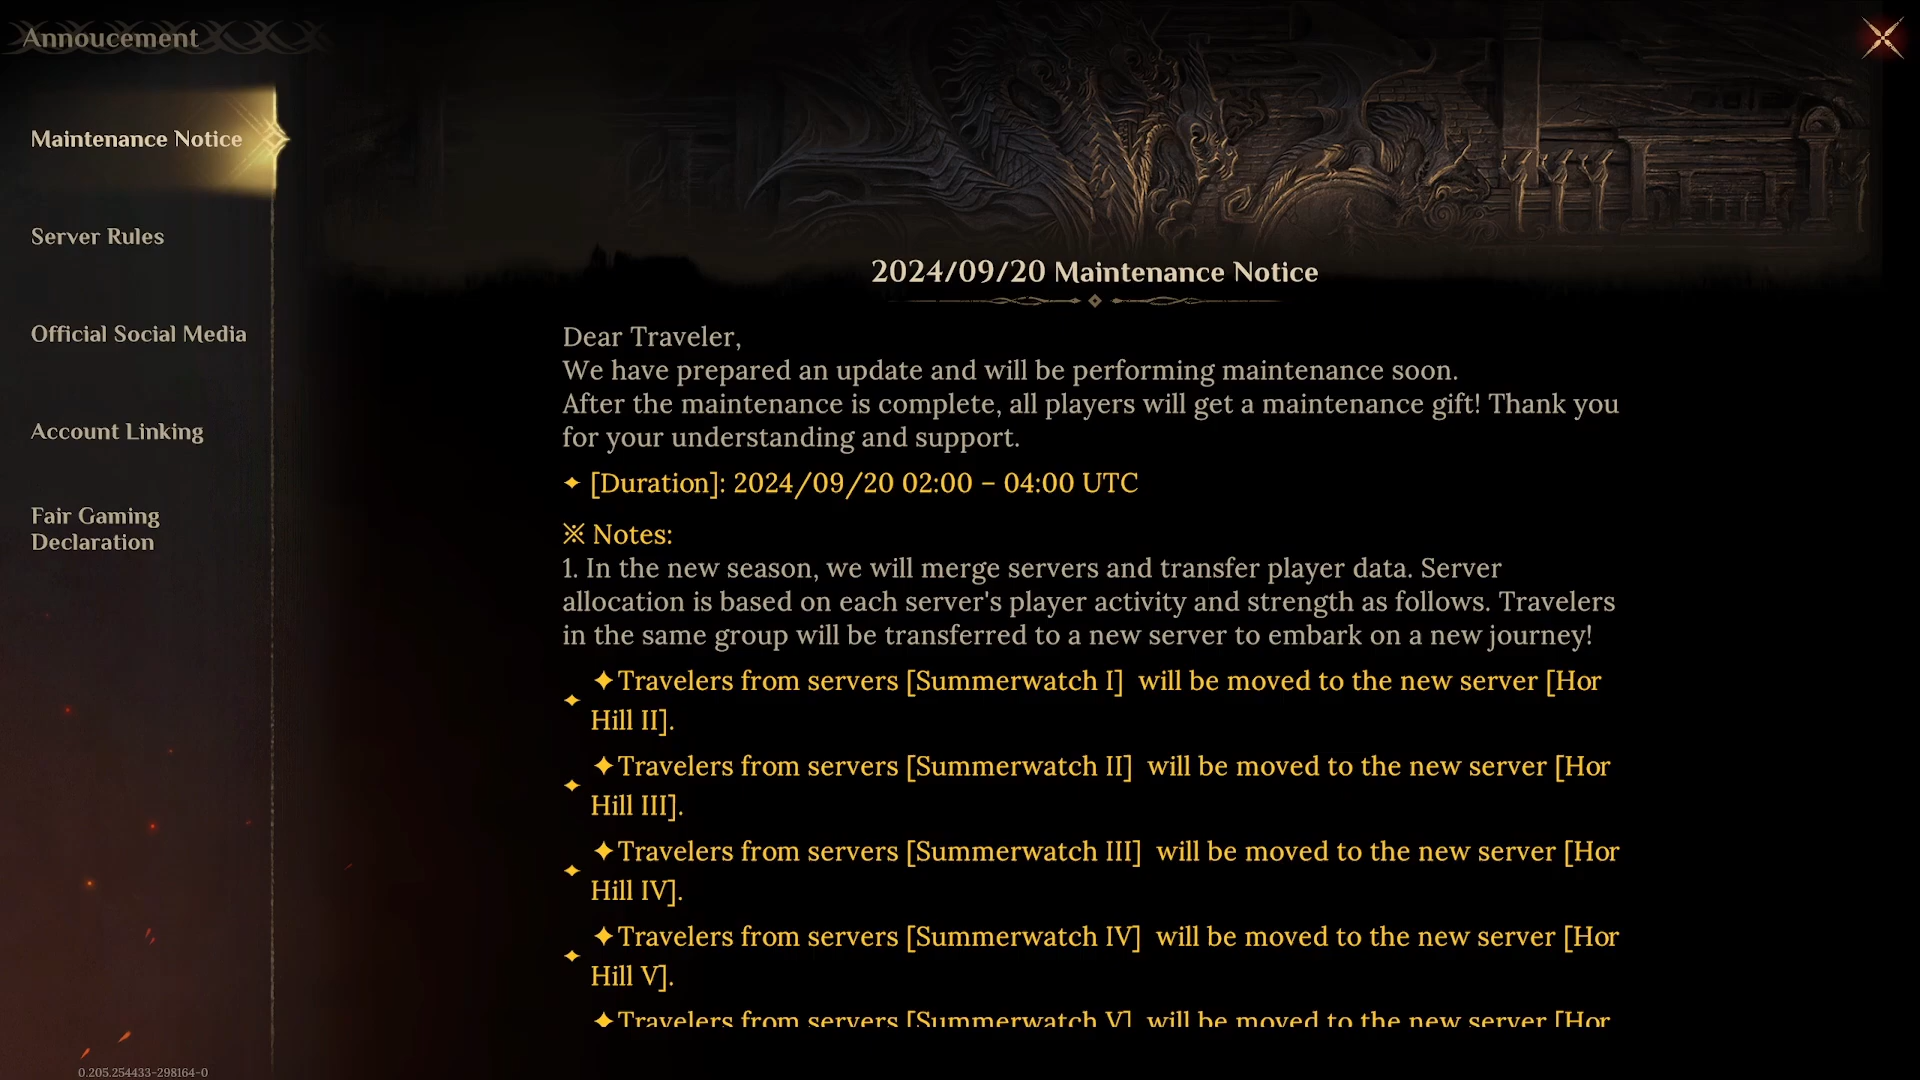 Annoucement
Maintenance Notice
Server Rules
Official Social Media
Account Linking
Fair Gaming
Declaration
2024/09/20 Maintenance Notice
Dear Traveler,
We have prepared an update and will be performing maintenance soon.
After the maintenance is complete, all players will get a maintenance gift! Thank you
for your understanding and support.
✦ [Duration]: 2024/09/20 02:00 – 04:00 UTC
※ Notes:
1. In the new season, we will merge servers and transfer player data. Server
allocation is based on each server's player activity and strength as follows. Travelers
in the same group will be transferred to a new server to embark on a new journey!
✦ ✦Travelers from servers [Summerwatch I]  will be moved to the new server [Hor
Hill II].
✦ ✦Travelers from servers [Summerwatch II]  will be moved to the new server [Hor
Hill III].
✦ ✦Travelers from servers [Summerwatch III]  will be moved to the new server [Hor
Hill IV].
✦ ✦Travelers from servers [Summerwatch IV]  will be moved to the new server [Hor
Hill V].
✦Travelers from servers [Summerwatch V]  will be moved to the new server [Hor
0.205.254433-298164-0